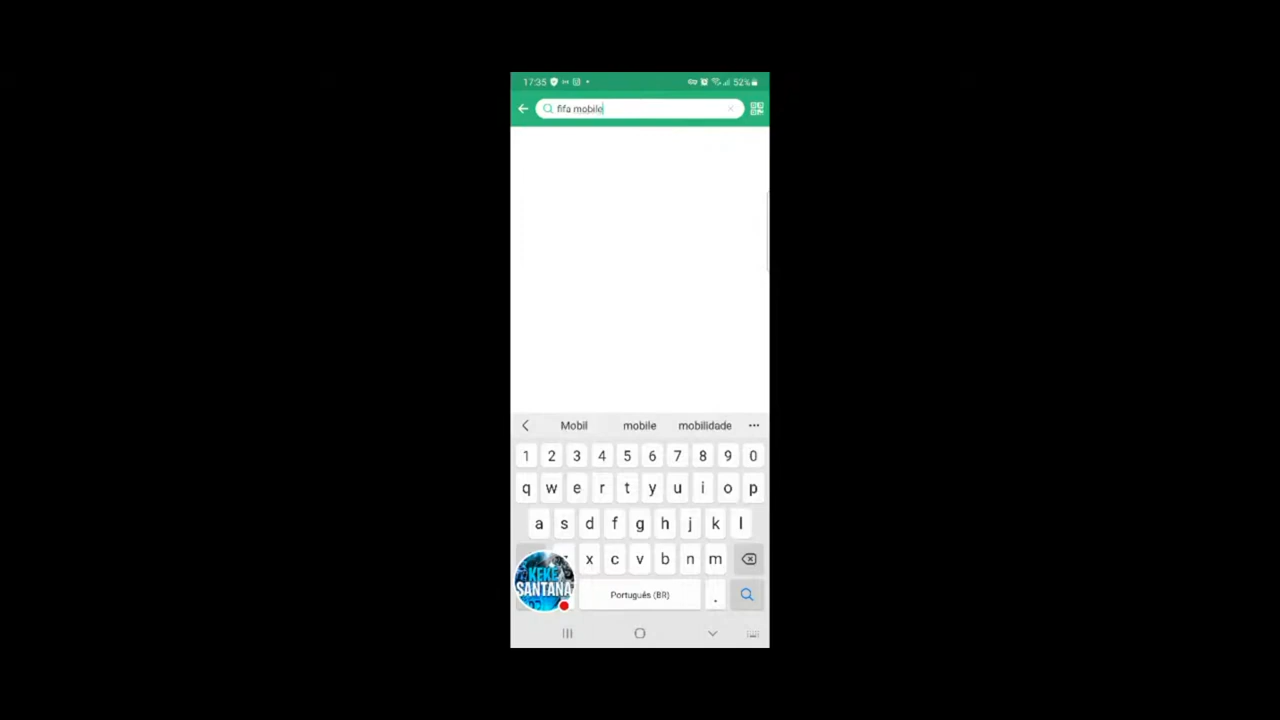 17:35 52%
fifa mobile
Mobil mobile mobilidade
1 2 3 4 5 6 7 8 9 0
q w e r t y u i o p
a s d f g h j k l
x c v b n m
KEKE
SANTANA
Português (BR) .